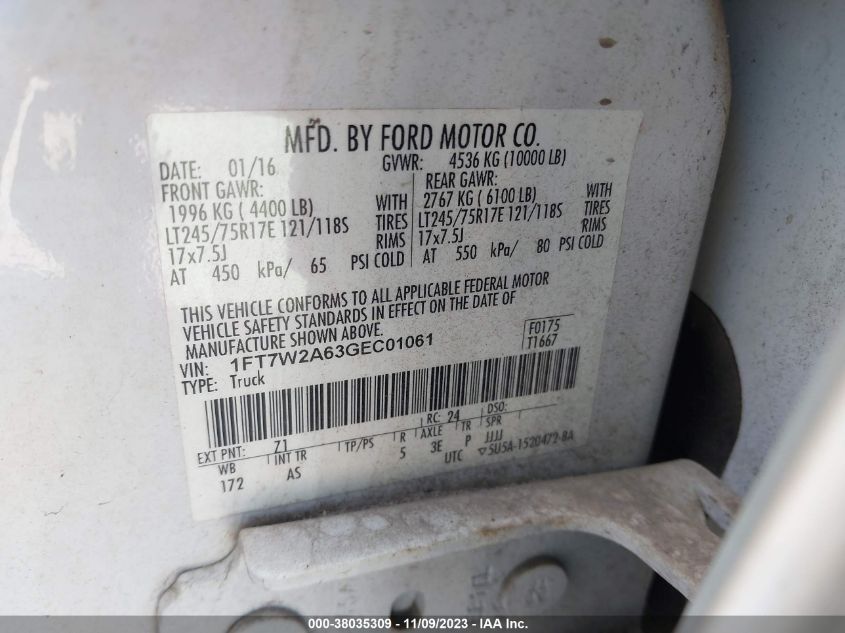 MFD. BY FORD MOTOR CO.
DATE: 01/16 GVWR: 4536 KG (10000 LB)
FRONT GAWR: REAR GAWR:
1996 KG ( 4400 LB) WITH 2767 KG ( 6100 LB) WITH
LT245/75R17E 121/118S TIRES LT245/75R17E 121/118S TIRES
17x7.5J RIMS 17x7.5J RIMS
AT 450 kPa/ 65 PSI COLD AT 550 kPa/ 80 PSI COLD
THIS VEHICLE CONFORMS TO ALL APPLICABLE FEDERAL MOTOR
VEHICLE SAFETY STANDARDS IN EFFECT ON THE DATE OF
MANUFACTURE SHOWN ABOVE.
VIN: 1FT7W2A63GEC01061 F0175
TYPE: Truck T1667
EXT PNT: Z1 RC: 24 DSO:
WB INT TR TP/PS R AXLE TR SPR
172 AS 5 3E P JJJJ
UTC ▽5U5A-1520472-BA
000-38035309 - 11/09/2023 - IAA Inc.